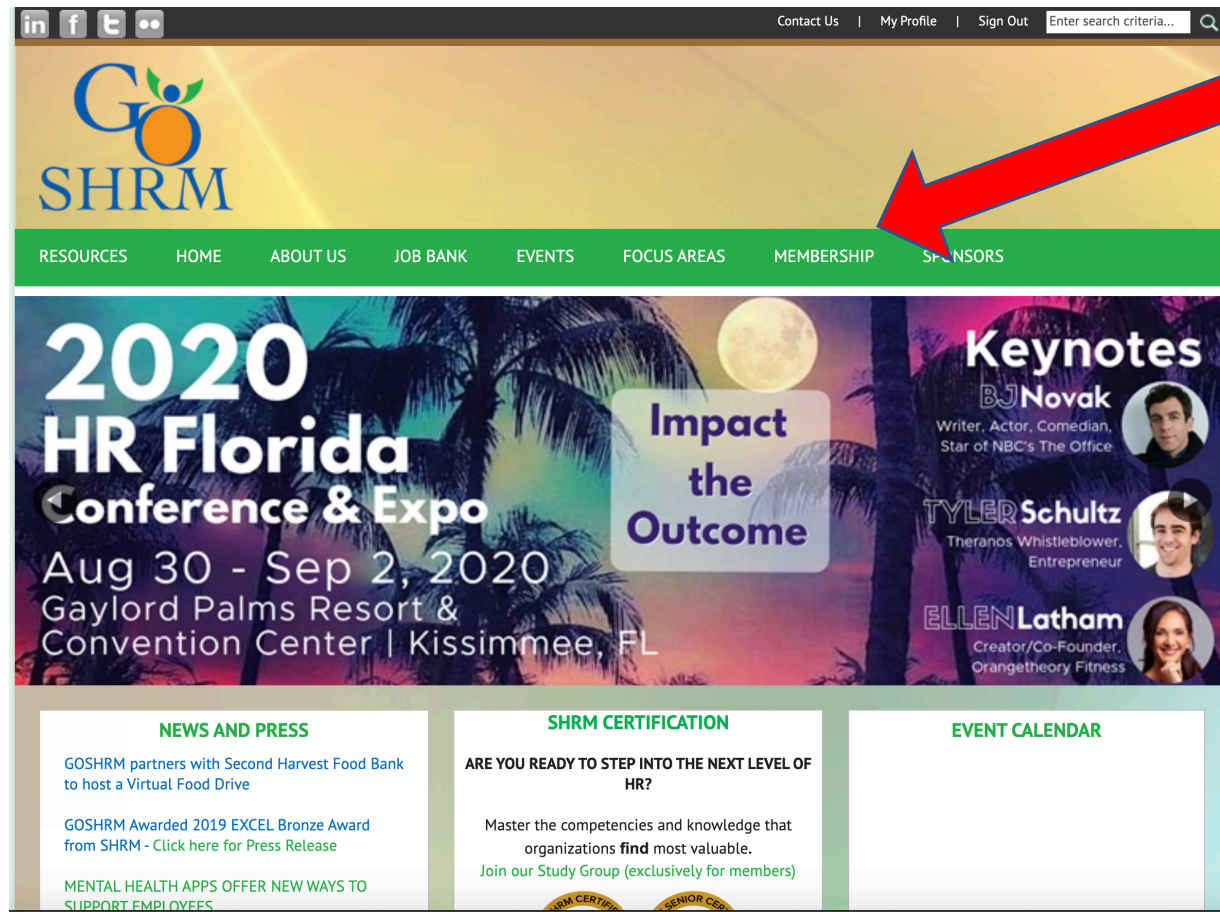 in f t
Contact Us | My Profile | Sign Out Enter search criteria...
GO
SHRM
RESOURCES HOME ABOUT US JOB BANK EVENTS FOCUS AREAS MEMBERSHIP SPONSORS
2020
HR Florida
Conference & Expo
Aug 30 - Sep 2, 2020
Gaylord Palms Resort &
Convention Center | Kissimmee, FL
Impact
the
Outcome
Keynotes
BJ Novak
Writer, Actor, Comedian,
Star of NBC's The Office
TYLER Schultz
Theranos Whistleblower,
Entrepreneur
ELLEN Latham
Creator/Co-Founder,
Orangetheory Fitness
NEWS AND PRESS
GOSHRM partners with Second Harvest Food Bank
to host a Virtual Food Drive
GOSHRM Awarded 2019 EXCEL Bronze Award
from SHRM - Click here for Press Release
MENTAL HEALTH APPS OFFER NEW WAYS TO
SUPPORT EMPLOYEES
SHRM CERTIFICATION
ARE YOU READY TO STEP INTO THE NEXT LEVEL OF
HR?
Master the competencies and knowledge that
organizations find most valuable.
Join our Study Group (exclusively for members)
SENIOR
EVENT CALENDAR